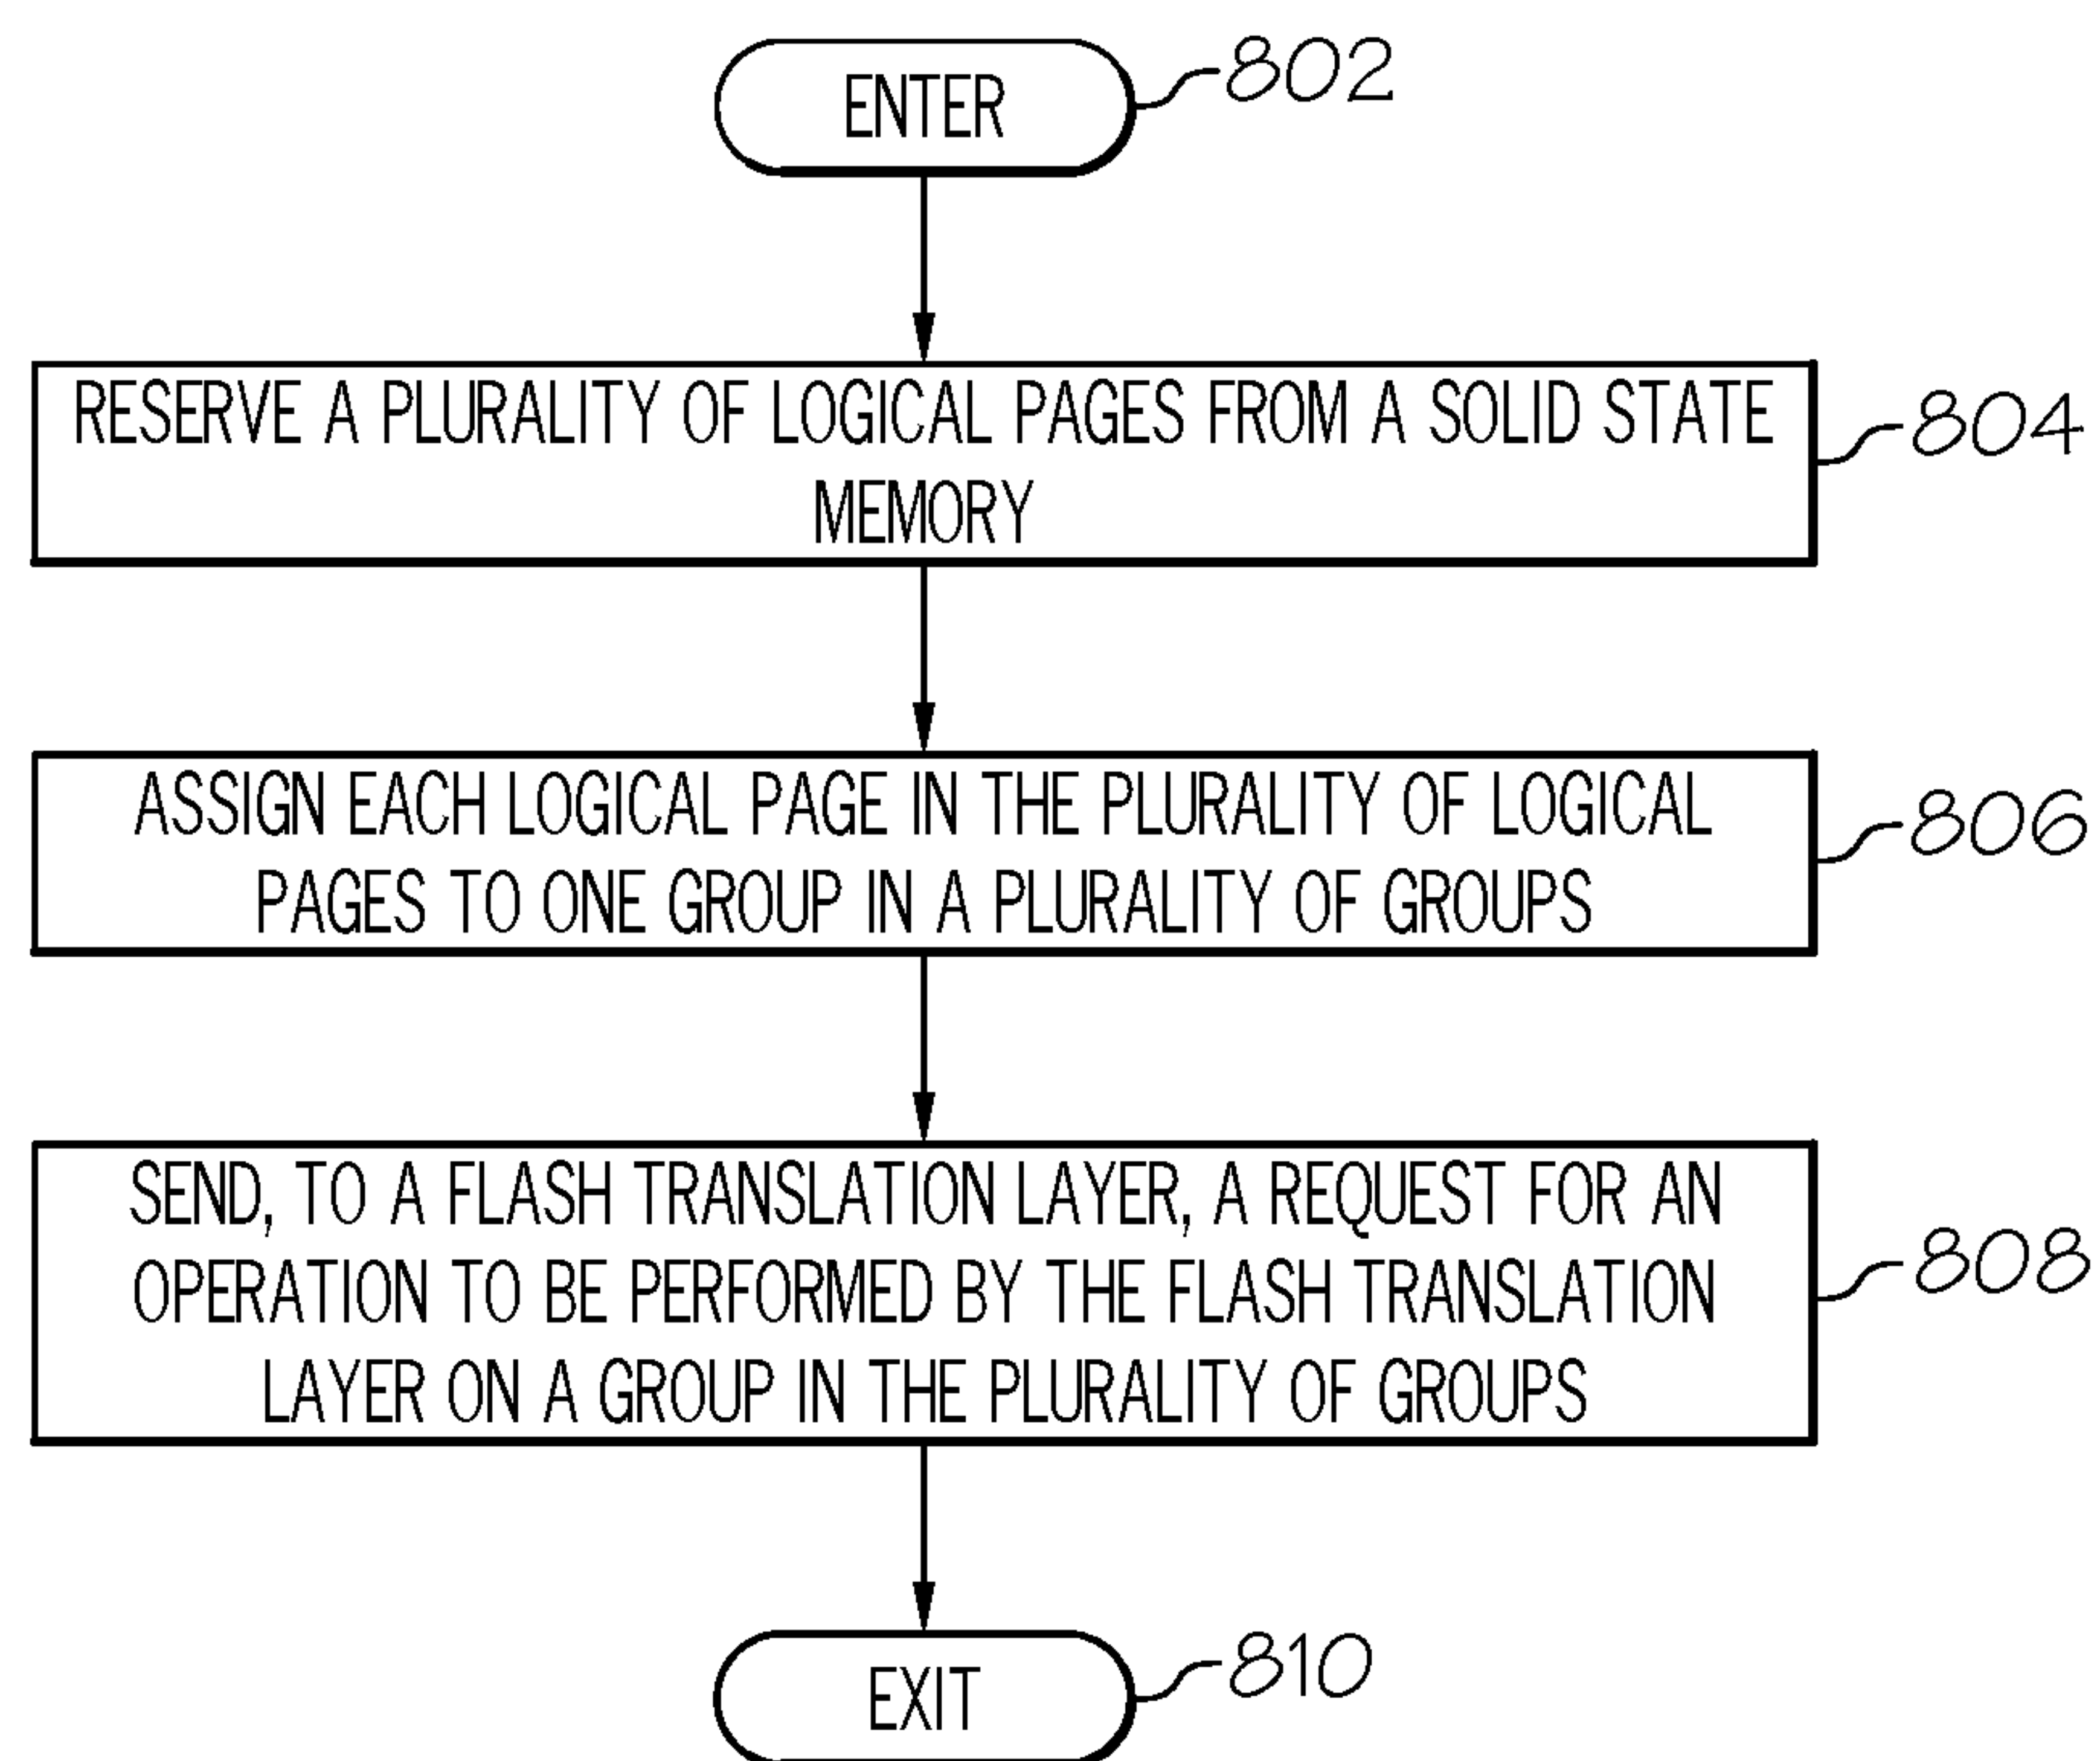 ENTER
802
RESERVE A PLURALITY OF LOGICAL PAGES FROM A SOLID STATE
MEMORY
804
ASSIGN EACH LOGICAL PAGE IN THE PLURALITY OF LOGICAL
PAGES TO ONE GROUP IN A PLURALITY OF GROUPS
806
SEND, TO A FLASH TRANSLATION LAYER, A REQUEST FOR AN
OPERATION TO BE PERFORMED BY THE FLASH TRANSLATION
LAYER ON A GROUP IN THE PLURALITY OF GROUPS
808
EXIT
810